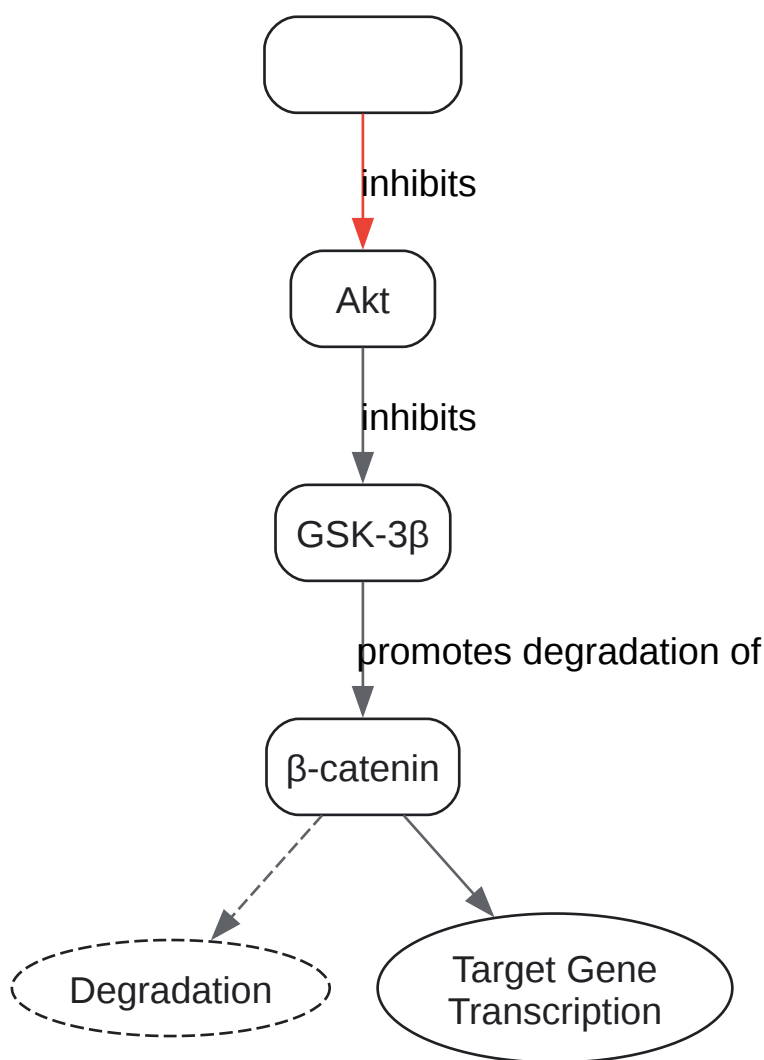 inhibits
Akt
inhibits
GSK-3β
promotes degradation of
β-catenin
Degradation
Target Gene
Transcription